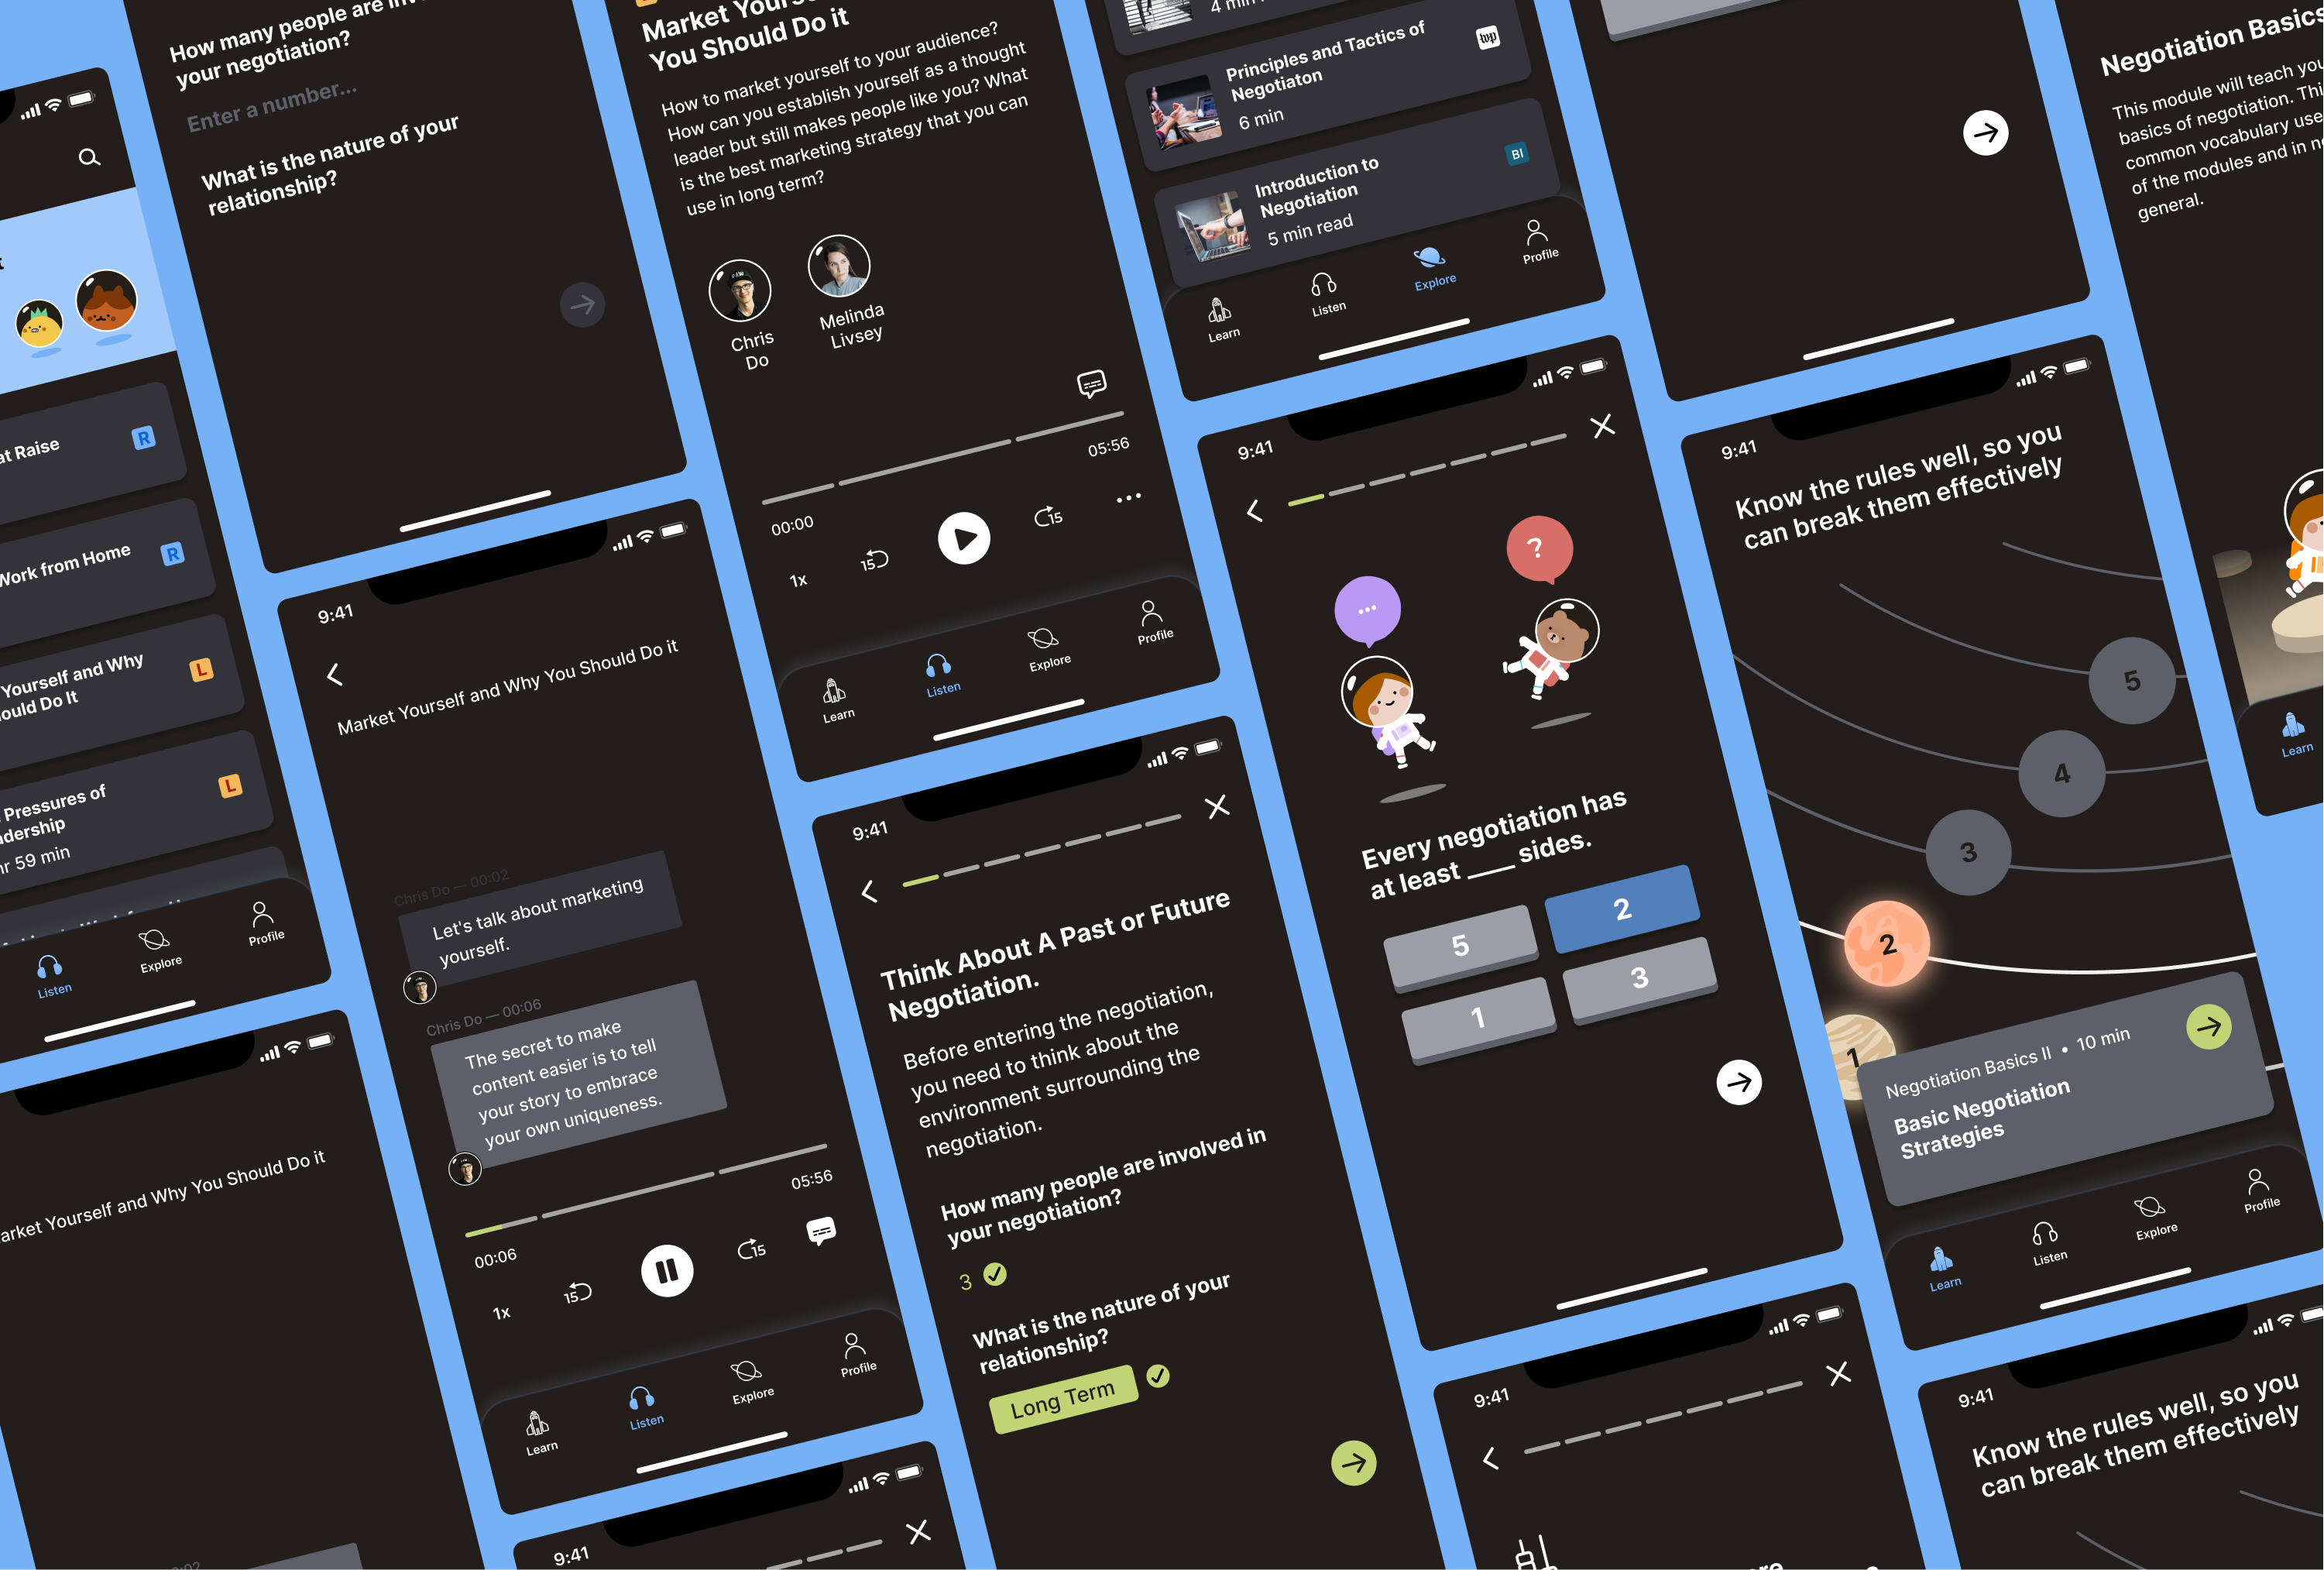 How many people are
your negotiation?
Enter a number...
What is the nature of your
relationship?
at Raise
R
Work from Home
R
Yourself and Why
ould Do It
L
Pressures of
adership
hr 59 min
L
Listen
Explore
Profile
arket Yourself and Why You Should Do it
Market
You Should Do it
How to market yourself to your audience?
How can you establish yourself as a thought
leader but still makes people like you? What
is the best marketing strategy that you can
use in long term?
Chris
Do
Melinda
Livsey
00:00
05:56
1x
15
15
Learn
Listen
Explore
Profile
9:41
Market Yourself and Why You Should Do it
Chris Do — 00:02
Let's talk about marketing
yourself.
Chris Do — 00:06
The secret to make
content easier is to tell
your story to embrace
your own uniqueness.
00:06
05:56
1x
15
15
Learn
Listen
Explore
Profile
9:41
4 min
Principles and Tactics of
Negotiaton
6 min
Introduction to
Negotiation
5 min read
BI
Learn
Listen
Explore
Profile
9:41
Think About A Past or Future
Negotiation.
Before entering the negotiation,
you need to think about the
environment surrounding the
negotiation.
How many people are involved in
your negotiation?
3
What is the nature of your
relationship?
Long Term
9:41
...
?
Every negotiation has
at least ____ sides.
5
2
1
3
9:41
Negotiation Basics
This module will teach you
basics of negotiation. Thi
common vocabulary use
of the modules and in ne
general.
Learn
9:41
Know the rules well, so you
can break them effectively
5
4
3
2
1
Negotiation Basics II • 10 min
Basic Negotiation
Strategies
Learn
Listen
Explore
Profile
9:41
Know the rules well, so you
can break them effectively